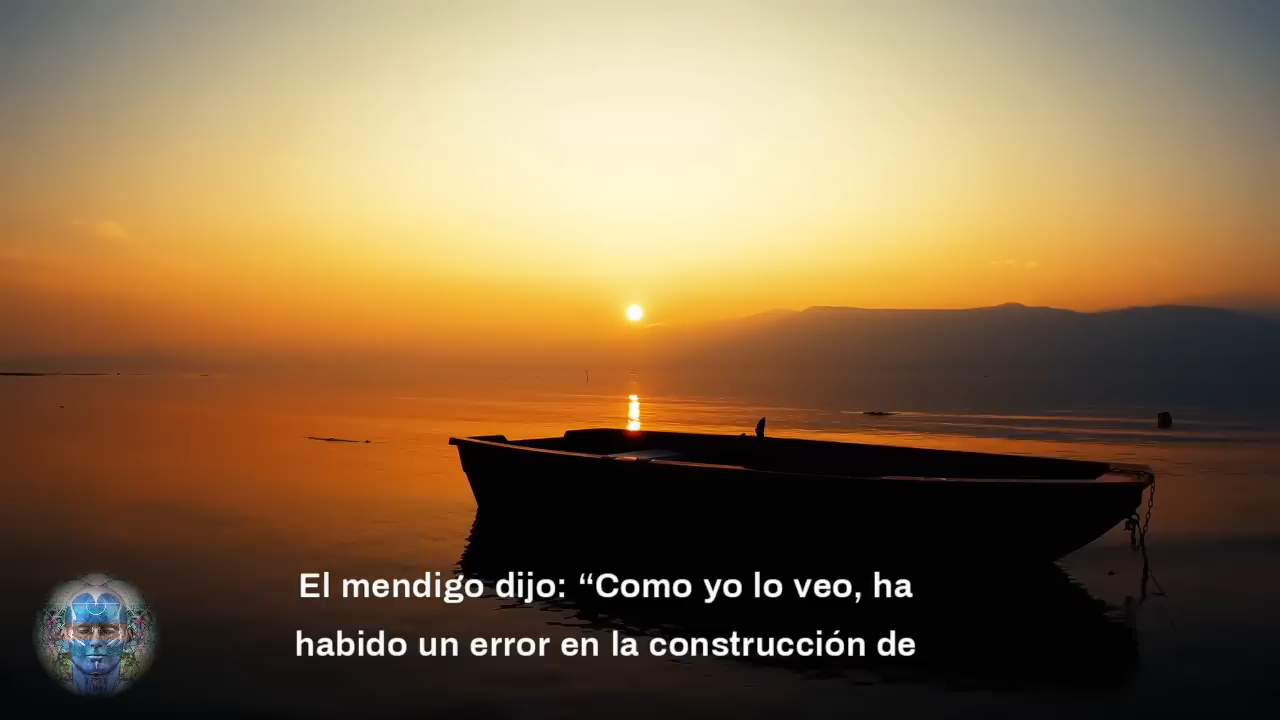 El mendigo dijo: “Como yo lo veo, ha
habido un error en la construcción de